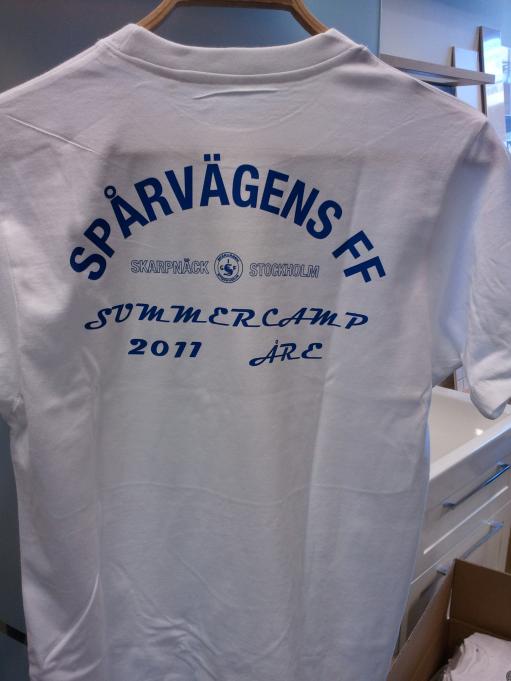 SPÅRVÄGENS FF
SKARPNÄCK STOCKHOLM
SUMMERCAMP
2011 ÅRE